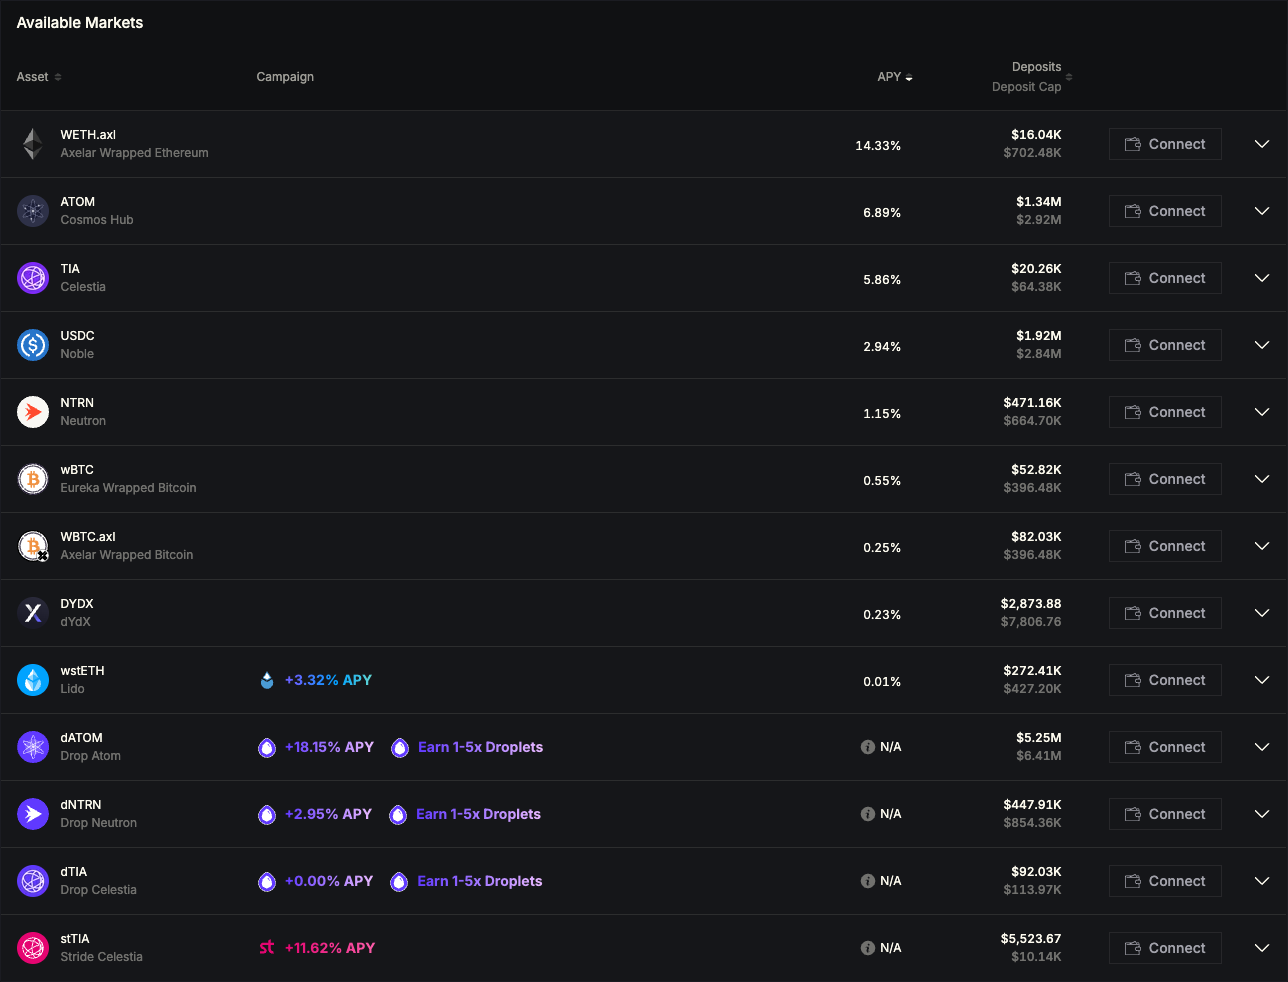 Available Markets
Asset Campaign APY Deposits
Deposit Cap
WETH.axl 14.33% $16.04K Connect
Axelar Wrapped Ethereum $702.48K
ATOM 6.89% $1.34M Connect
Cosmos Hub $2.92M
TIA 5.86% $20.26K Connect
Celestia $64.38K
USDC 2.94% $1.92M Connect
Noble $2.84M
NTRN 1.15% $471.16K Connect
Neutron $664.70K
wBTC 0.55% $52.82K Connect
Eureka Wrapped Bitcoin $396.48K
WBTC.axl 0.25% $82.03K Connect
Axelar Wrapped Bitcoin $396.48K
DYDX 0.23% $2,873.88 Connect
dYdX $7,806.76
wstETH +3.32% APY 0.01% $272.41K Connect
Lido $427.20K
dATOM +18.15% APY Earn 1-5x Droplets N/A $5.25M Connect
Drop Atom $6.41M
dNTRN +2.95% APY Earn 1-5x Droplets N/A $447.91K Connect
Drop Neutron $854.36K
dTIA +0.00% APY Earn 1-5x Droplets N/A $92.03K Connect
Drop Celestia $113.97K
stTIA st +11.62% APY N/A $5,523.67 Connect
Stride Celestia $10.14K